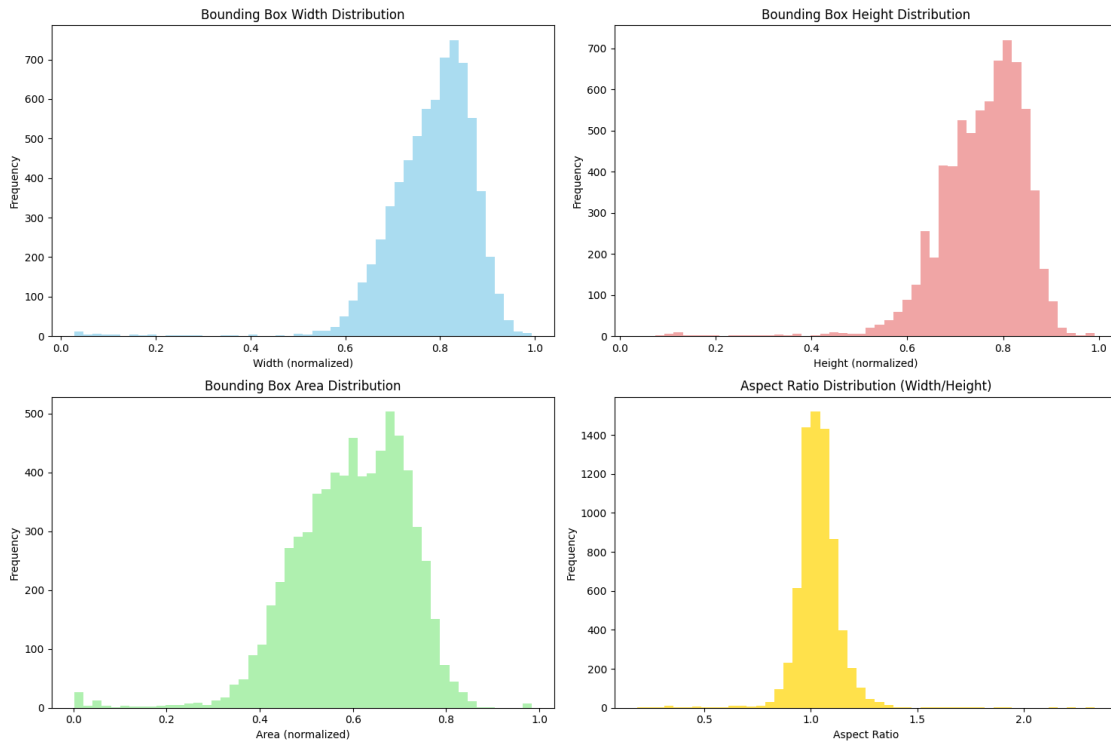 Bounding Box Width Distribution
Frequency
700
600
500
400
300
200
100
0
0.0 0.2 0.4 0.6 0.8 1.0
Width (normalized)
Bounding Box Height Distribution
Frequency
700
600
500
400
300
200
100
0
0.0 0.2 0.4 0.6 0.8 1.0
Height (normalized)
Bounding Box Area Distribution
Frequency
500
400
300
200
100
0
0.0 0.2 0.4 0.6 0.8 1.0
Area (normalized)
Aspect Ratio Distribution (Width/Height)
Frequency
1400
1200
1000
800
600
400
200
0
0.5 1.0 1.5 2.0
Aspect Ratio